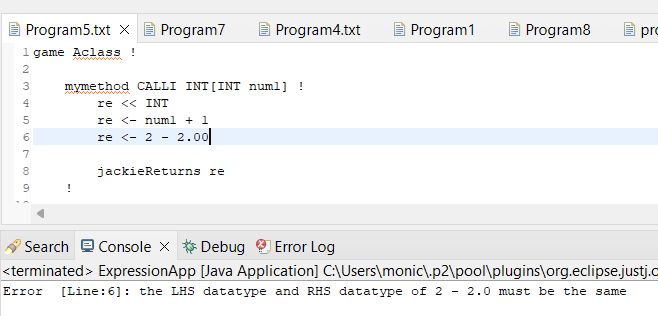 Program5.txt Program7 Program4.txt Program1 Program8
1 game Aclass !
2
3 mymethod CALLI INT[INT num1] !
4 re << INT
5 re <- num1 + 1
6 re <- 2 - 2.00
7
8 jackieReturns re
9 !
Search Console Debug Error Log
<terminated> ExpressionApp [Java Application] C:\Users\monic\.p2\pool\plugins\org.eclipse.justj.o
Error [Line:6]: the LHS datatype and RHS datatype of 2 - 2.0 must be the same